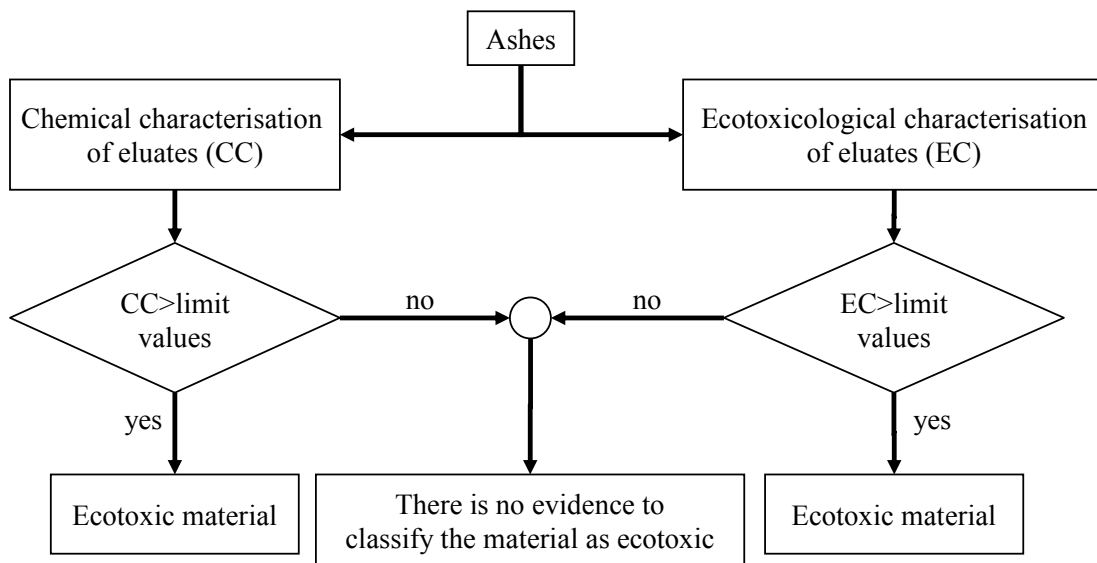 Ashes
Chemical characterisation
of eluates (CC)
Ecotoxicological characterisation
of eluates (EC)
CC>limit
values
no
no
EC>limit
values
yes
yes
Ecotoxic material
There is no evidence to
classify the material as ecotoxic
Ecotoxic material